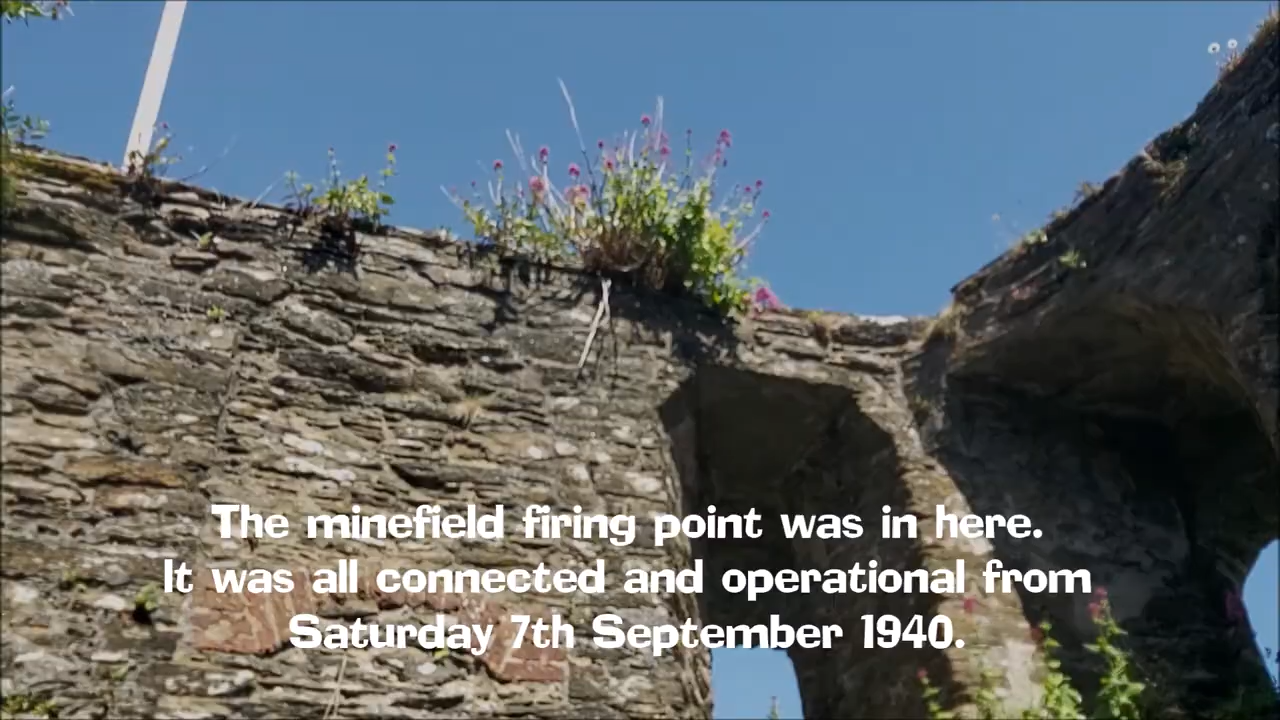 The minefield firing point was in here.
It was all connected and operational from
Saturday 7th September 1940.